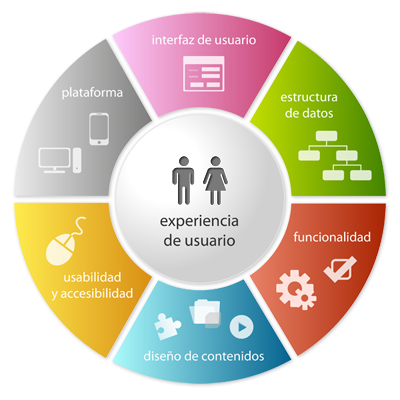 interfaz de usuario
plataforma
estructura
de datos
experiencia
de usuario
funcionalidad
usabilidad
y accesibilidad
diseño de contenidos